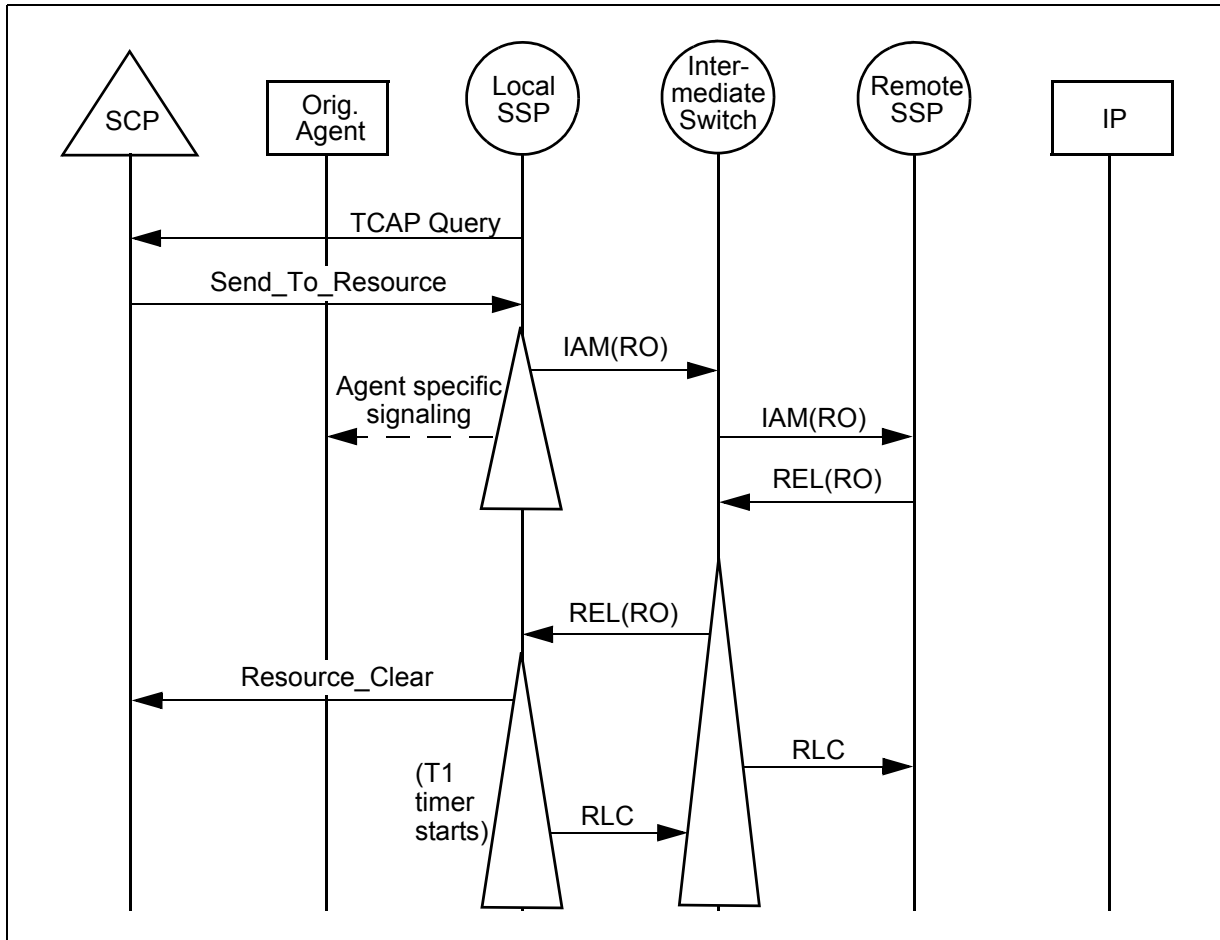 SCP
Orig.
Agent
Local
SSP
Inter-
mediate
Switch
Remote
SSP
IP
TCAP Query
Send_To_Resource
IAM(RO)
Agent specific
signaling
IAM(RO)
REL(RO)
REL(RO)
Resource_Clear
RLC
(T1
timer
starts)
RLC